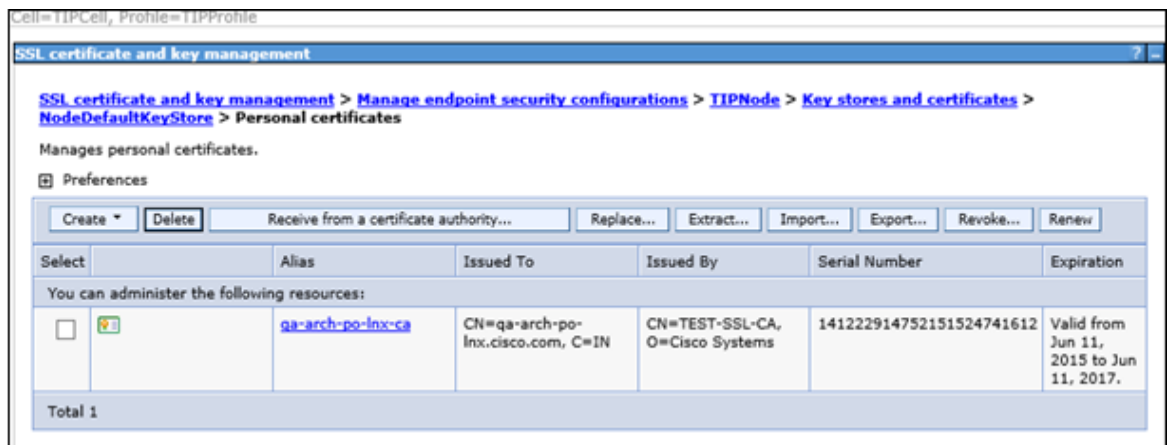 Cell=TIPCell, Profile=TIPProfile
SSL certificate and key management ? -
SSL certificate and key management > Manage endpoint security configurations > TIPNode > Key stores and certificates >
NodeDefaultKeyStore > Personal certificates
Manages personal certificates.
Preferences
Create Delete Receive from a certificate authority... Replace... Extract... Import... Export... Revoke... Renew
Select Alias Issued To Issued By Serial Number Expiration
You can administer the following resources:
qa-arch-po-lnx-ca CN=qa-arch-po- CN=TEST-SSL-CA, 141222914752151524741612 Valid from
lnx.cisco.com, C=IN O=Cisco Systems Jun 11,
2015 to Jun
11, 2017.
Total 1